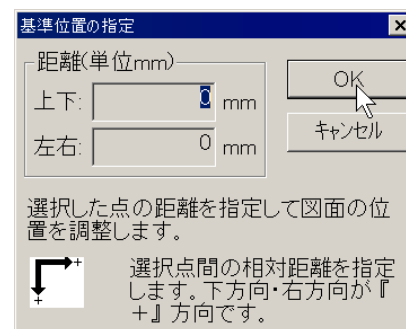 基準位置の指定
距離(単位mm)
上下: 0 mm
左右: 0 mm
OK
キャンセル
選択した点の距離を指定して図面の位
置を調整します。
+
+
選択点間の相対距離を指定
します。下方向・右方向が『
+』方向です。